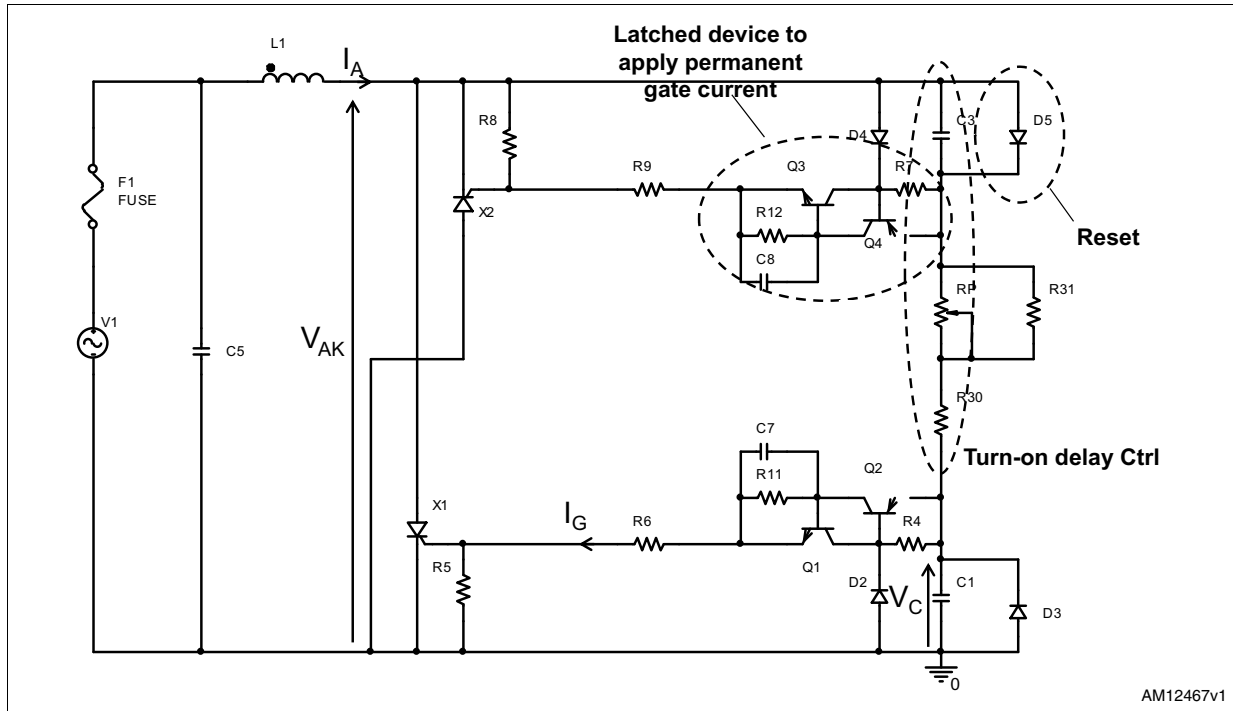 Latched device to
apply permanent
gate current
L1
I_A
R8
D4
C3
D5
F1
FUSE
R9
Q3
R7
X2
R12
Q4
Reset
C8
RP
R31
V1
V_AK
C5
R30
C7
Turn-on delay Ctrl
R11
Q2
X1
I_G
R6
R4
R5
Q1
D2
V_C
C1
D3
0
AM12467v1